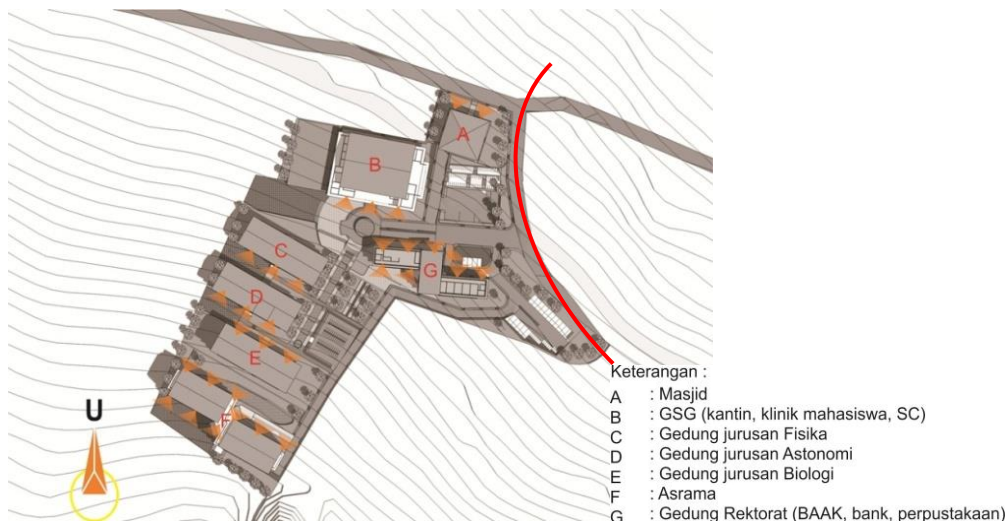 A
B
C
G
D
E
F
U
Keterangan :
A : Masjid
B : GSG (kantin, klinik mahasiswa, SC)
C : Gedung jurusan Fisika
D : Gedung jurusan Astonomi
E : Gedung jurusan Biologi
F : Asrama
G : Gedung Rektorat (BAAK, bank, perpustakaan)